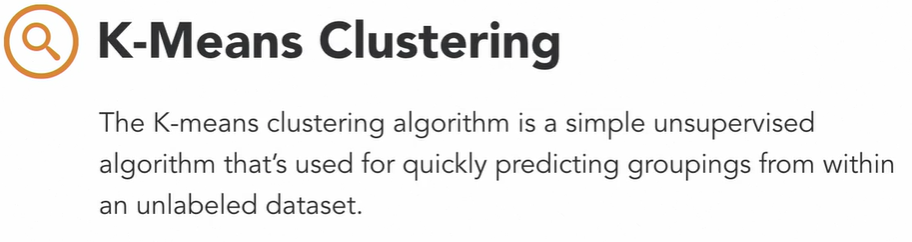 K-Means Clustering
The K-means clustering algorithm is a simple unsupervised
algorithm that's used for quickly predicting groupings from within
an unlabeled dataset.